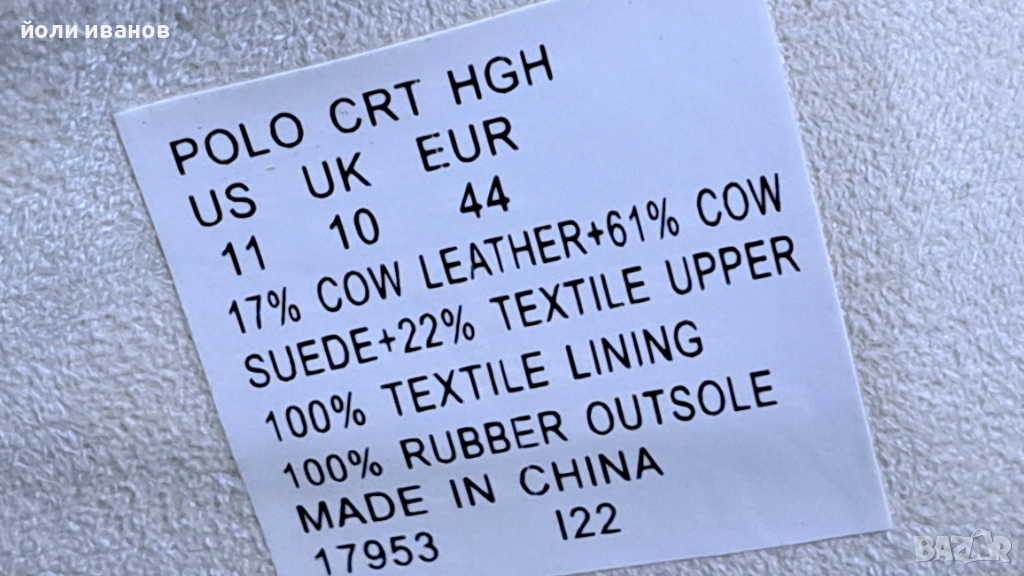 йоли иванов
POLO CRT HGH
US UK EUR
11 10 44
17% COW LEATHER+61% COW
SUEDE+22% TEXTILE UPPER
100% TEXTILE LINING
100% RUBBER OUTSOLE
MADE IN CHINA
17953 I22
BAZAR